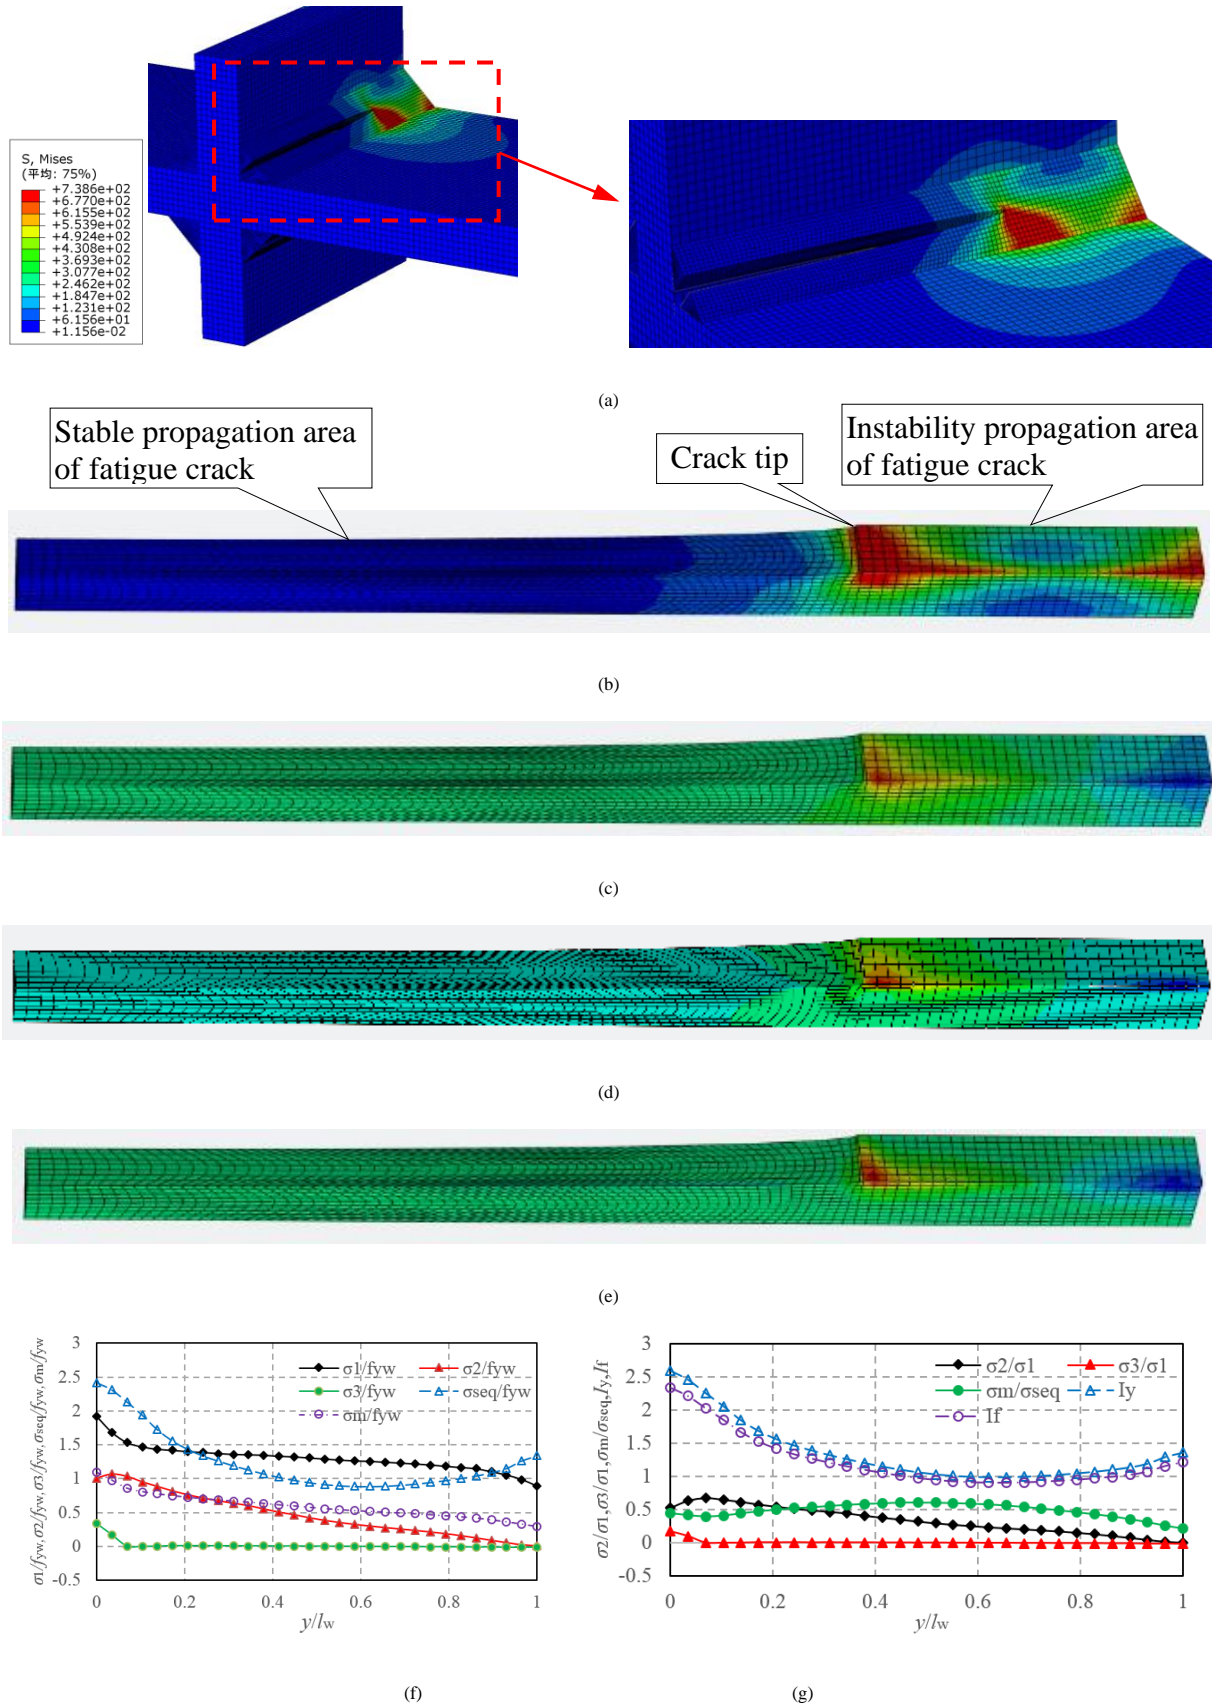 S, Mises
(平均: 75%)
+7.386e+02
+6.770e+02
+6.155e+02
+5.539e+02
+4.924e+02
+4.308e+02
+3.693e+02
+3.077e+02
+2.462e+02
+1.847e+02
+1.231e+02
+6.156e+01
+1.156e-02
(a)
Stable propagation area
of fatigue crack
Crack tip
Instability propagation area
of fatigue crack
(b)
(c)
(d)
(e)
σ1/fyw, σ2/fyw, σ3/fyw, σseq/fyw, σm/fyw
3
2.5
2
1.5
1
0.5
0
-0.5
σ1/fyw
σ2/fyw
σ3/fyw
σseq/fyw
σm/fyw
0
0.2
0.4
0.6
0.8
1
y/lw
(f)
σ2/σ1,σ3/σ1,σm/σseq,Iy,If
3
2.5
2
1.5
1
0.5
0
-0.5
σ2/σ1
σ3/σ1
σm/σseq
Iy
If
0
0.2
0.4
0.6
0.8
1
y/lw
(g)